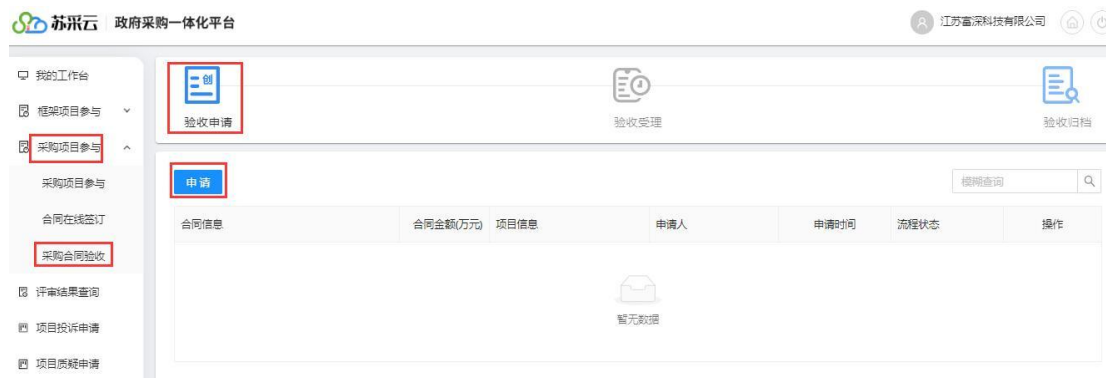 苏采云 政府采购一体化平台
江苏富深科技有限公司
我的工作台
框架项目参与
采购项目参与
采购项目参与
合同在线签订
采购合同验收
评审结果查询
项目投诉申请
项目质疑申请
创
验收申请
验收受理
验收归档
申请
模糊查询
合同信息 合同金额(万元) 项目信息 申请人 申请时间 流程状态 操作
暂无数据